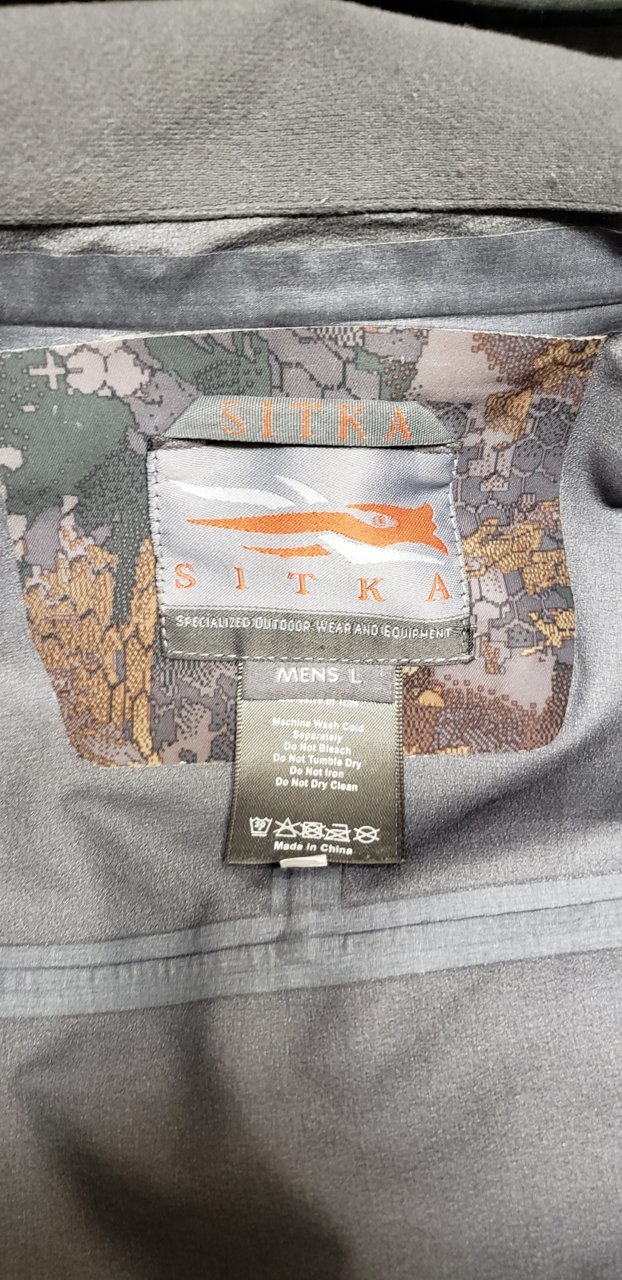 SITKA
SITKA
SPECIALIZED OUTDOOR WEAR AND EQUIPMENT
MENS L
Machine Wash Cold
Separately
Do Not Bleach
Do Not Tumble Dry
Do Not Iron
Do Not Dry Clean
30
Made in China